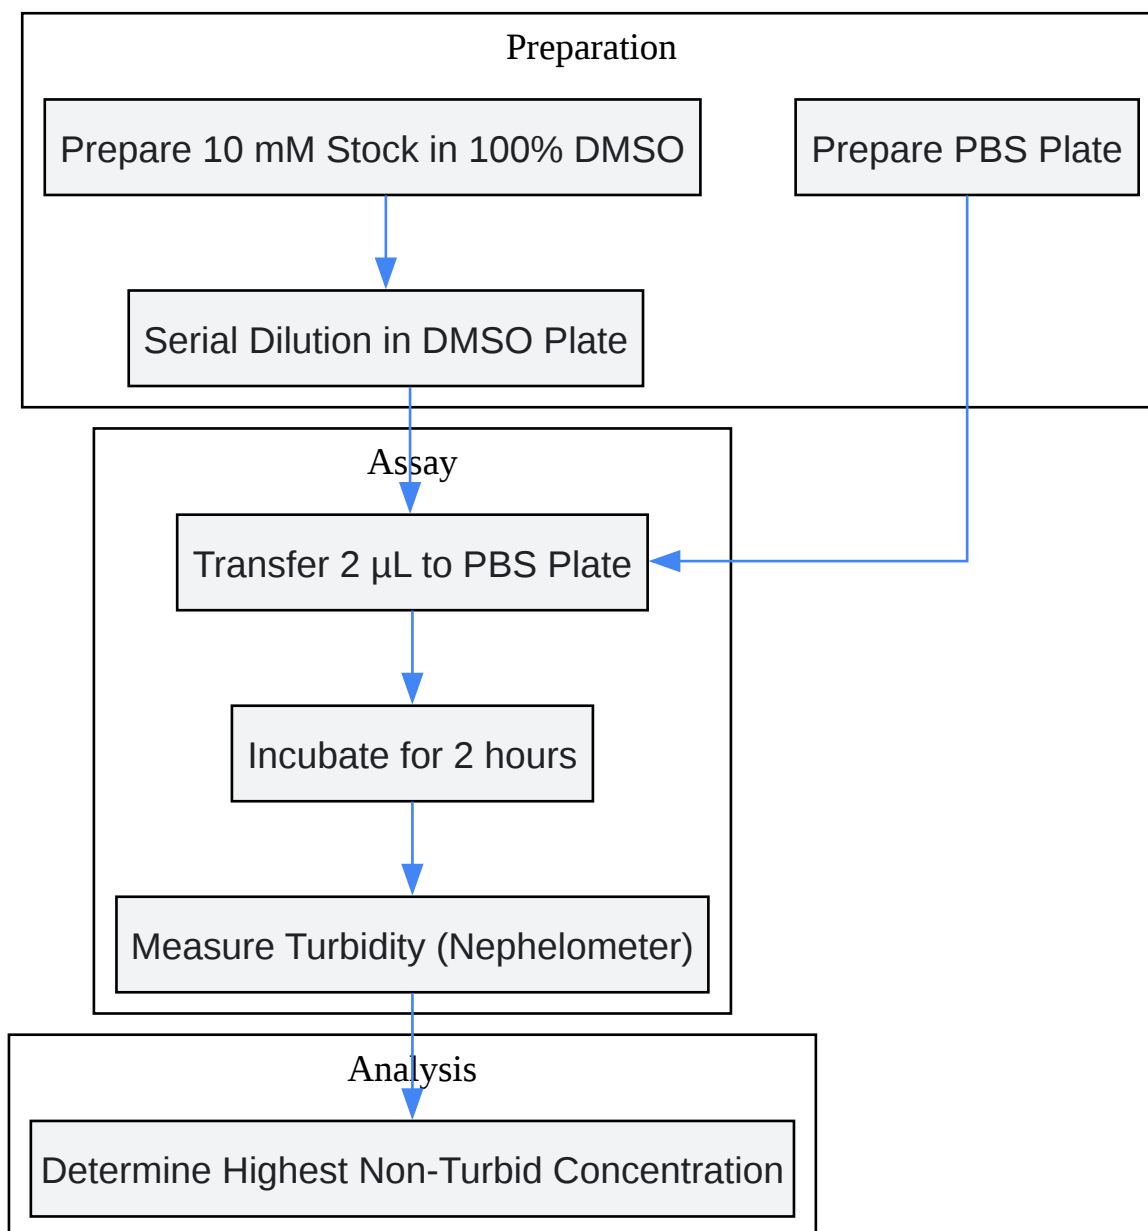 Preparation
Prepare 10 mM Stock in 100% DMSO
Prepare PBS Plate
Serial Dilution in DMSO Plate
Assay
Transfer 2 µL to PBS Plate
Incubate for 2 hours
Measure Turbidity (Nephelometer)
Analysis
Determine Highest Non-Turbid Concentration